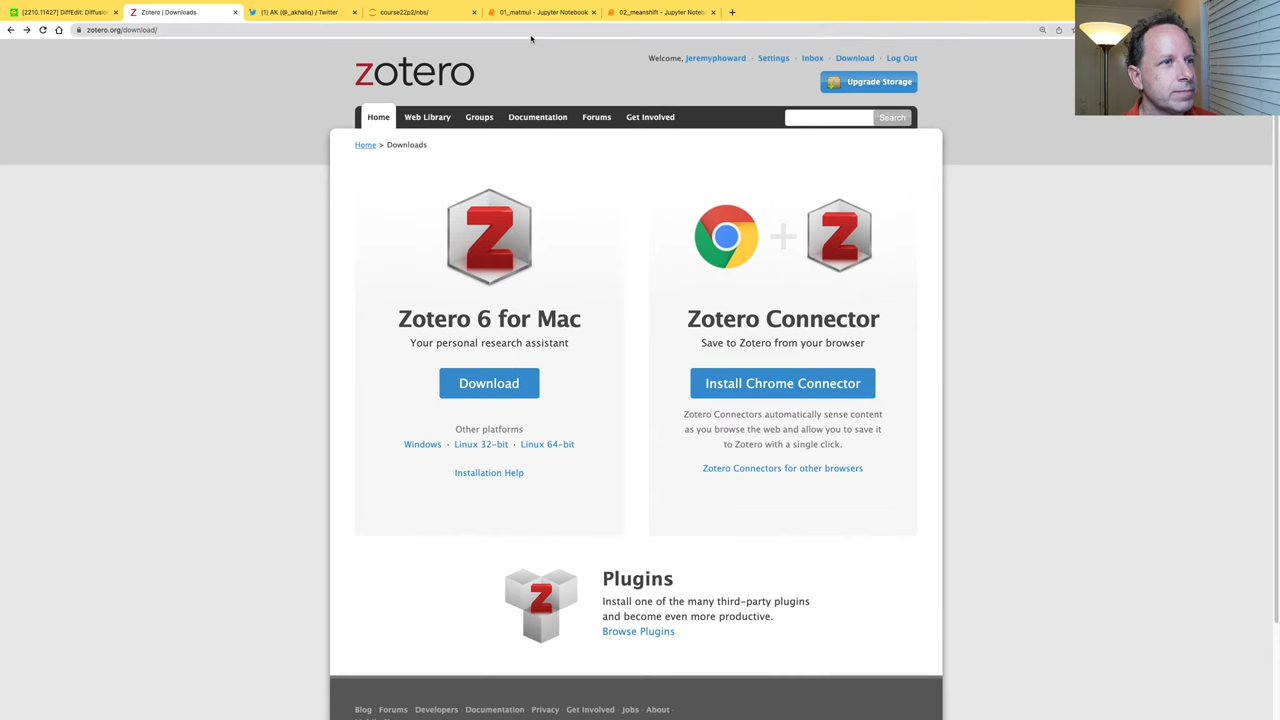 [2210.11427] DiffEdit: Diffusio
Zotero | Downloads
(1) AK (@_akhaliq) / Twitter
course22p2/nbs/
01_matmul - Jupyter Notebook
02_meanshift - Jupyter Noteb
zotero.org/download/
zotero
Welcome, jeremyphoward · Settings · Inbox · Download · Log Out
Upgrade Storage
Home
Web Library
Groups
Documentation
Forums
Get Involved
Search
Home > Downloads
Zotero 6 for Mac
Your personal research assistant
Download
Other platforms
Windows · Linux 32-bit · Linux 64-bit
Installation Help
Zotero Connector
Save to Zotero from your browser
Install Chrome Connector
Zotero Connectors automatically sense content
as you browse the web and allow you to save it
to Zotero with a single click.
Zotero Connectors for other browsers
Plugins
Install one of the many third-party plugins
and become even more productive.
Browse Plugins
Blog · Forums · Developers · Documentation · Privacy · Get Involved · Jobs · About ·